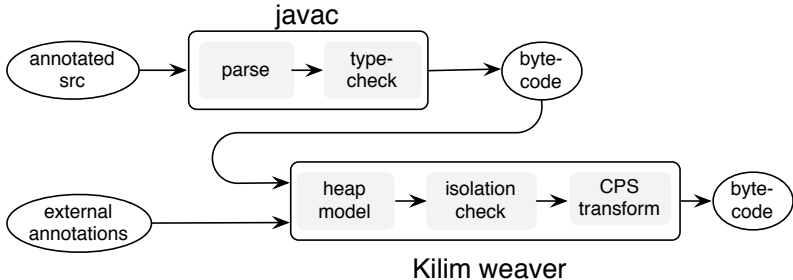 javac
annotated
src
parse
type-
check
byte-
code
heap
model
isolation
check
CPS
transform
byte-
code
external
annotations
Kilim weaver